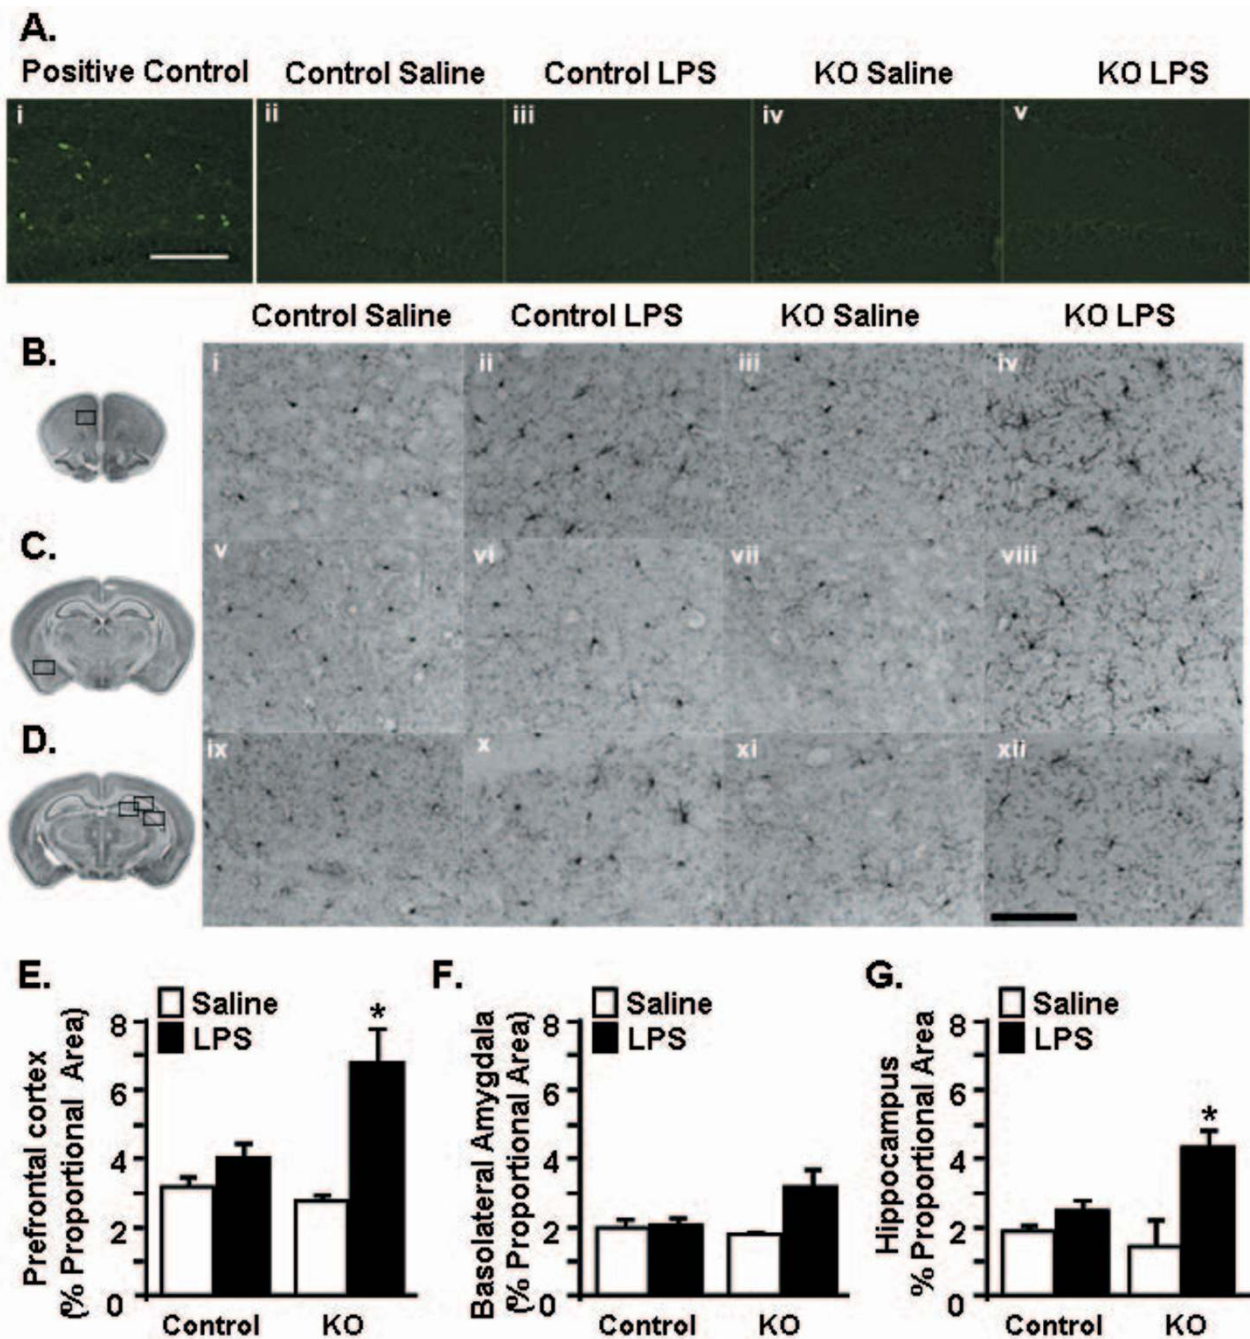 A.
Positive Control Control Saline Control LPS KO Saline KO LPS
i ii iii iv v
Control Saline Control LPS KO Saline KO LPS
B.
i ii iii iv
C.
v vi vii viii
D.
ix x xi xii
E.
Saline
LPS
Prefrontal cortex
(% Proportional Area)
8
6
4
2
0
*
Control KO
F.
Saline
LPS
Basolateral Amygdala
(% Proportional Area)
8
6
4
2
0
Control KO
G.
Saline
LPS
Hippocampus
% Proportional Area)
8
6
4
2
0
*
Control KO